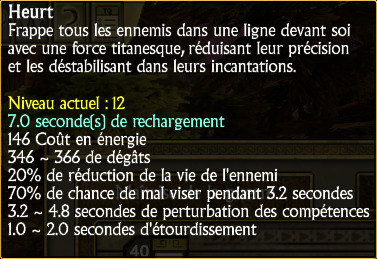 Heurt
Frappe tous les ennemis dans une ligne devant soi
avec une force titanesque, réduisant leur précision
et les déstabilisant dans leurs incantations.
Niveau actuel : 12
7.0 seconde(s) de rechargement
146 Coût en énergie
346 ~ 366 de dégâts
20% de réduction de la vie de l'ennemi
70% de chance de mal viser pendant 3.2 secondes
3.2 ~ 4.8 secondes de perturbation des compétences
1.0 ~ 2.0 secondes d'étourdissement
40